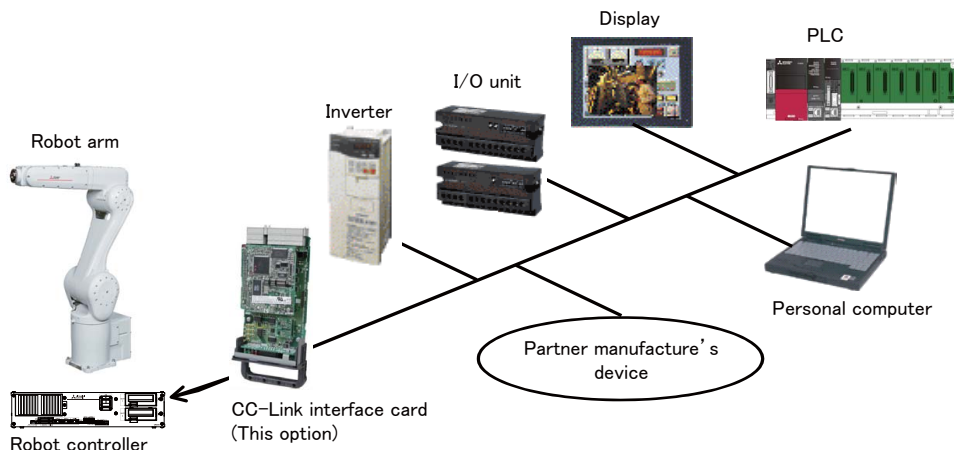 Display
PLC
I/O unit
Inverter
Robot arm
Personal computer
Partner manufacture's
device
CC-Link interface card
(This option)
Robot controller